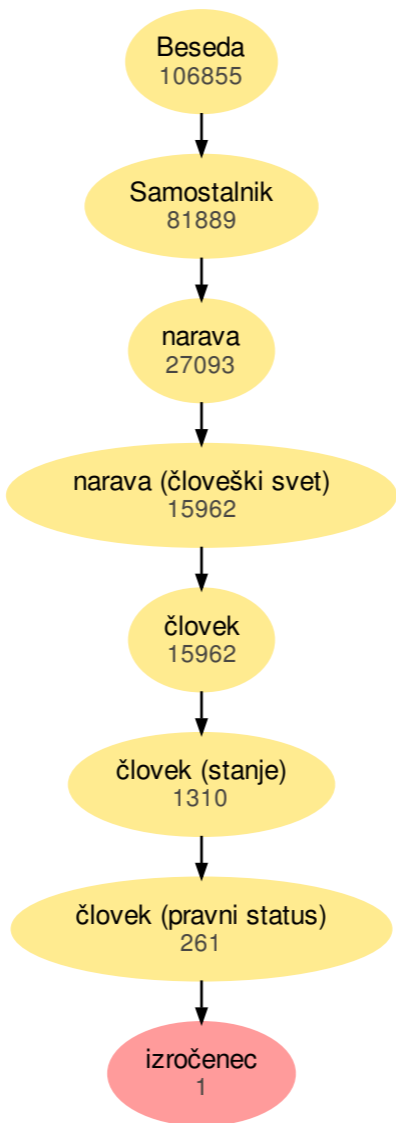 Beseda
106855
Samostalnik
81889
narava
27093
narava (človeški svet)
15962
človek
15962
človek (stanje)
1310
človek (pravni status)
261
izročenec
1